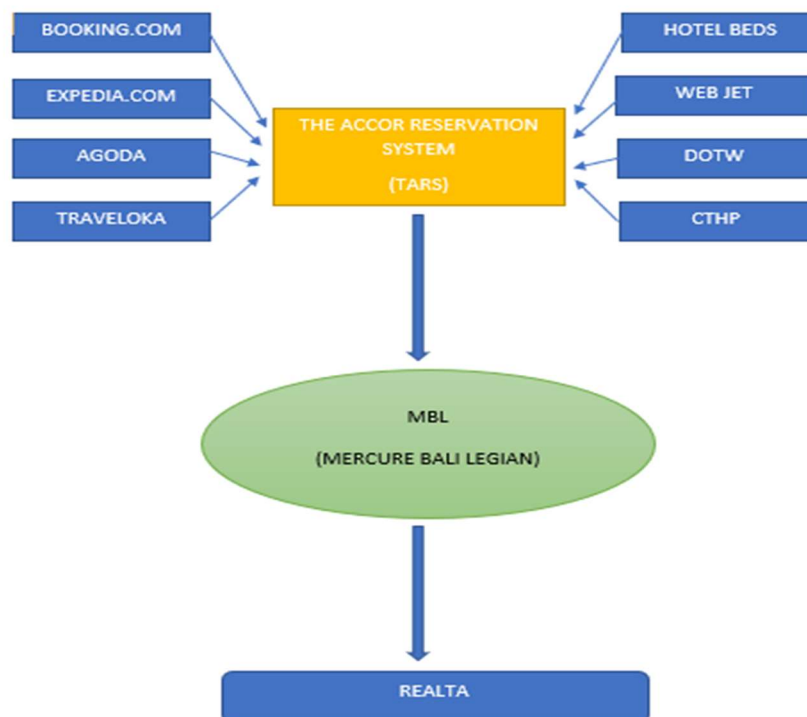 BOOKING.COM
HOTEL BEDS
EXPEDIA.COM
WEB JET
THE ACCOR RESERVATION
SYSTEM
(TARS)
AGODA
DOTW
TRAVELOKA
CTHP
MBL
(MERCURE BALI LEGIAN)
REALTA